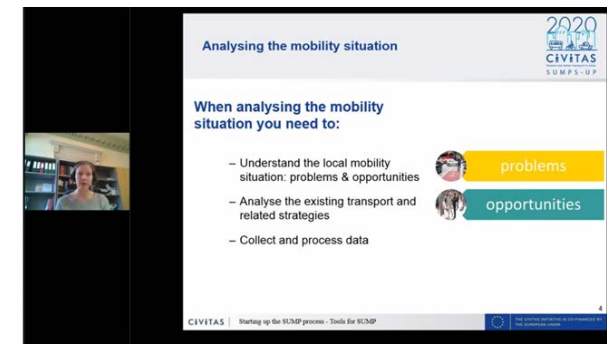 Analysing the mobility situation
2020
CIVITAS
SUMPS-UP
When analysing the mobility
situation you need to:
– Understand the local mobility
situation: problems & opportunities
– Analyse the existing transport and
related strategies
– Collect and process data
problems
opportunities
4
CIVITAS
Starting up the SUMP process - Tools for SUMP
THE CIVITAS INITIATIVE IS CO-FINANCED BY
THE EUROPEAN UNION